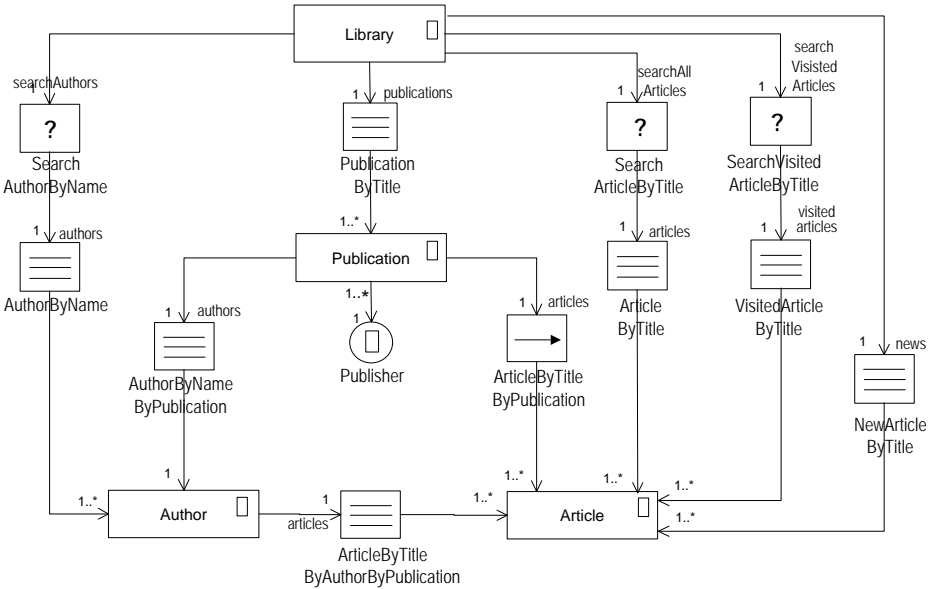 Library
search
Visisted
Articles
searchAuthors
1
1
publications
searchAll
Articles
1
1
?
?
?
Search
AuthorByName
Publication
ByTitle
Search
ArticleByTitle
SearchVisited
ArticleByTitle
1..*
1
authors
1
articles
1
visited
articles
Publication
AuthorByName
1..*
Article
ByTitle
VisitedArticle
ByTitle
1
authors
1
1
articles
1
news
AuthorByName
ByPublication
Publisher
ArticleByTitle
ByPublication
NewArticle
ByTitle
1
1..*
1..*
1..*
1..*
1
1..*
1..*
Author
articles
Article
ArticleByTitle
ByAuthorByPublication